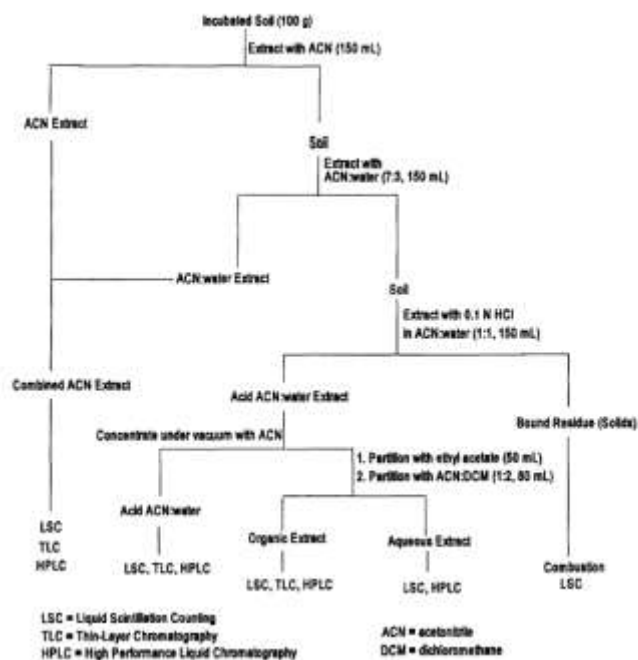 Incubated Soil (100 g)
Extract with ACN (150 mL)
ACN Extract
Soil
Extract with
ACN:water (7:3, 150 mL)
ACN:water Extract
Soil
Extract with 0.1 N HCl
in ACN:water (1:1, 150 mL)
Combined ACN Extract
Acid ACN:water Extract
Bound Residue (Solids)
Concentrate under vacuum with ACN
1. Partition with ethyl acetate (50 mL)
2. Partition with ACN:DCM (1:2, 80 mL)
Acid ACN:water
Organic Extract
Aqueous Extract
LSC
TLC
HPLC
LSC, TLC, HPLC
LSC, TLC, HPLC
LSC, HPLC
Combustion
LSC
LSC = Liquid Scintillation Counting
TLC = Thin-Layer Chromatography
HPLC = High Performance Liquid Chromatography
ACN = acetonitrile
DCM = dichloromethane